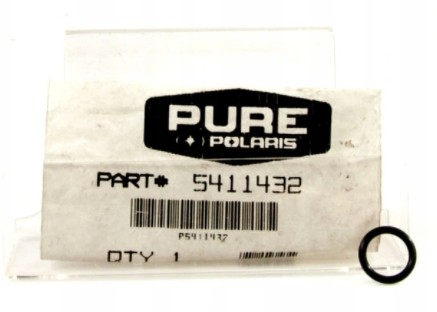 PURE
POLARIS
PART# 5411432
P5411432
QTY 1